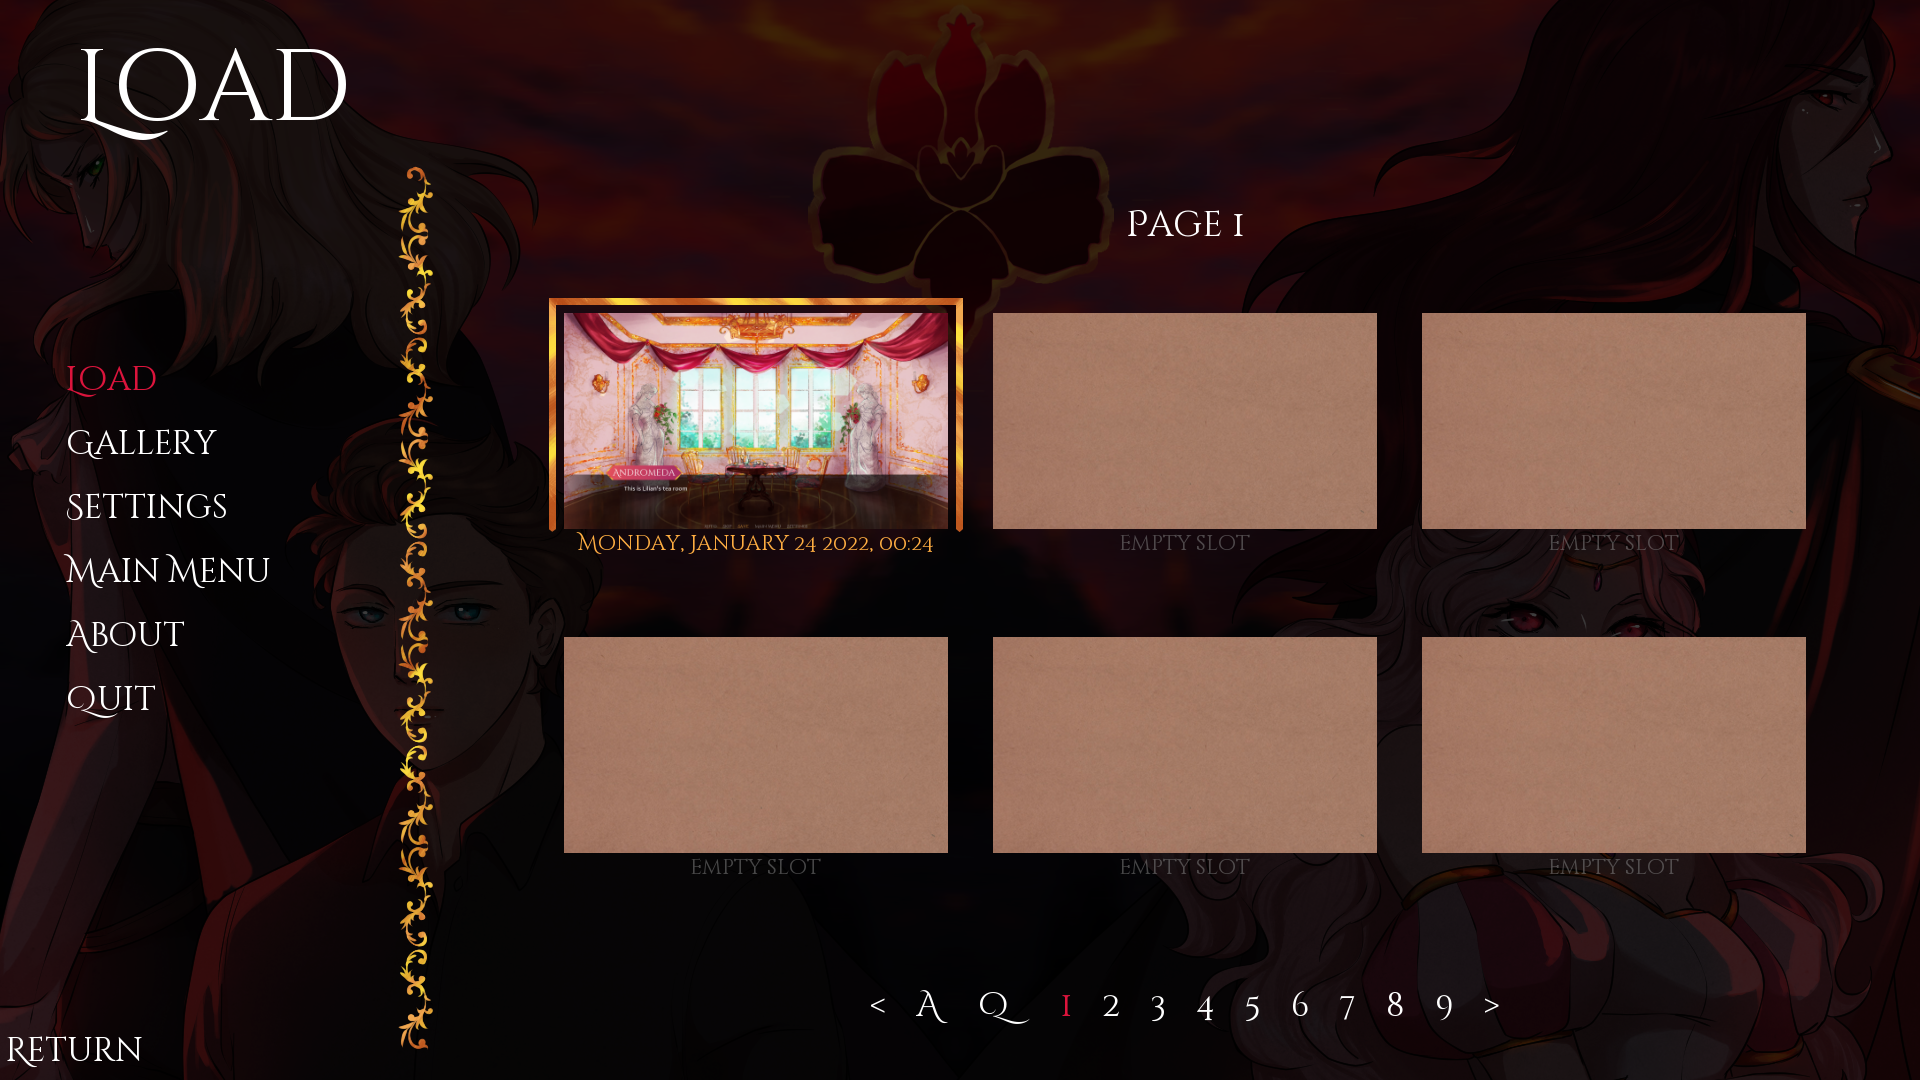 LOAD
PAGE 1
LOAD
GALLERY
SETTINGS
MAIN MENU
ABOUT
QUIT
RETURN
ANDROMEDA
This is Lilian's tea room
MONDAY, JANUARY 24 2022, 00:24
EMPTY SLOT
EMPTY SLOT
EMPTY SLOT
EMPTY SLOT
EMPTY SLOT
< A Q 1 2 3 4 5 6 7 8 9 >